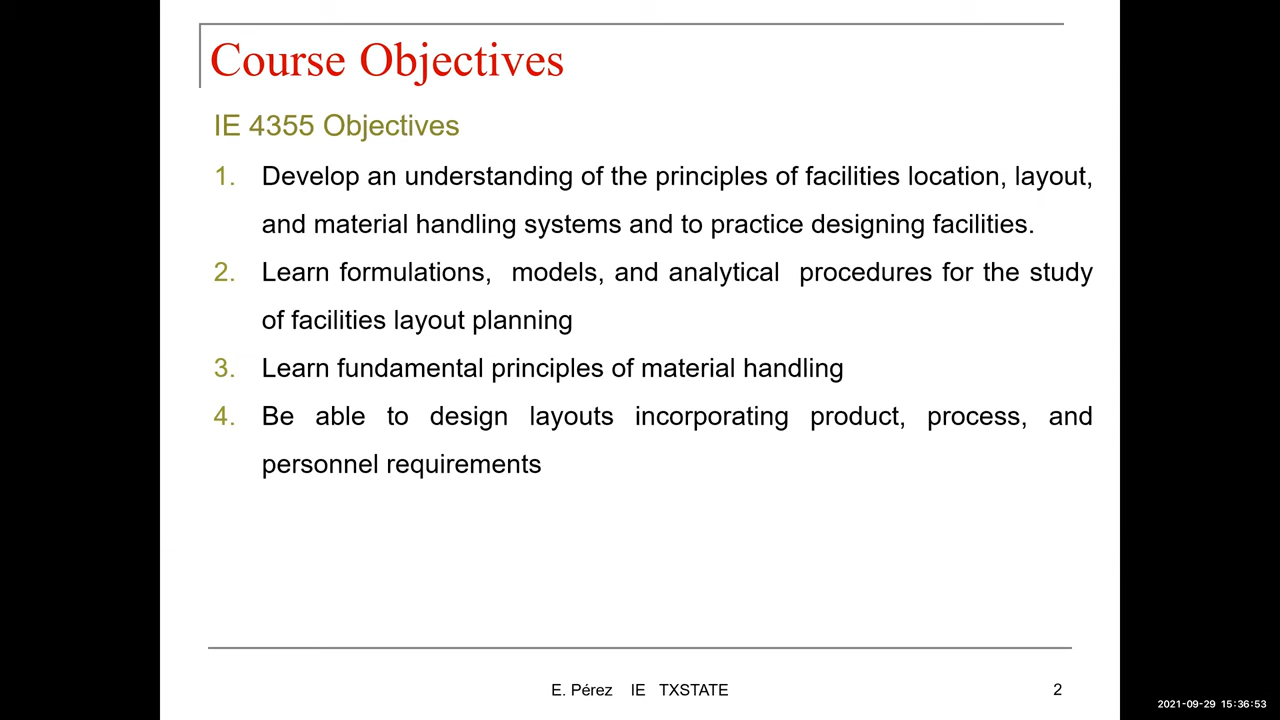 Course Objectives
IE 4355 Objectives
1. Develop an understanding of the principles of facilities location, layout,
and material handling systems and to practice designing facilities.
2. Learn formulations, models, and analytical procedures for the study
of facilities layout planning
3. Learn fundamental principles of material handling
4. Be able to design layouts incorporating product, process, and
personnel requirements
E. Pérez IE TXSTATE
2
2021-09-29 15:36:53